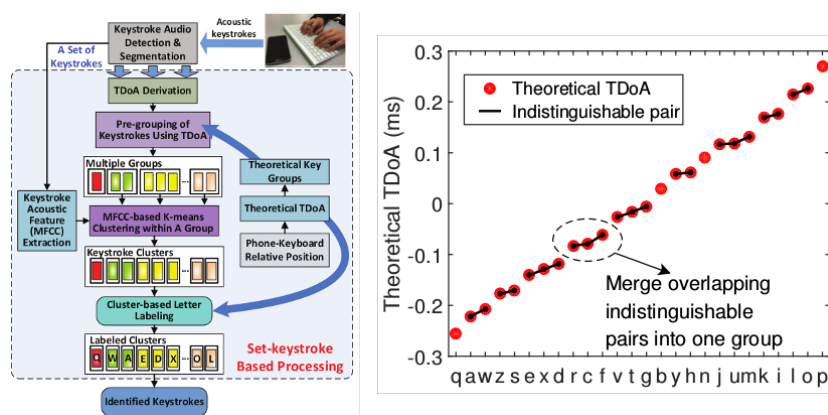 Acoustic
keystrokes
Keystroke Audio
Detection &
Segmentation
A Set of
Keystrokes
TDoA Derivation
Pre-grouping of
Keystrokes Using TDoA
Multiple Groups
...
Theoretical Key
Groups
Keystroke
Acoustic
Feature
(MFCC)
Extraction
MFCC-based K-means
Clustering within A Group
Theoretical TDoA
Phone-Keyboard
Relative Position
Keystroke Clusters
...
Cluster-based Letter
Labeling
Labeled Clusters
Q W A E D X ... O L
Set-keystroke
Based Processing
Identified Keystrokes
Theoretical TDoA (ms)
0.3
0.2
0.1
0
-0.1
-0.2
-0.3
Theoretical TDoA
Indistinguishable pair
Merge overlapping
indistinguishable
pairs into one group
q a w z s e x d r c f v t g b y h n j u m k i l o p